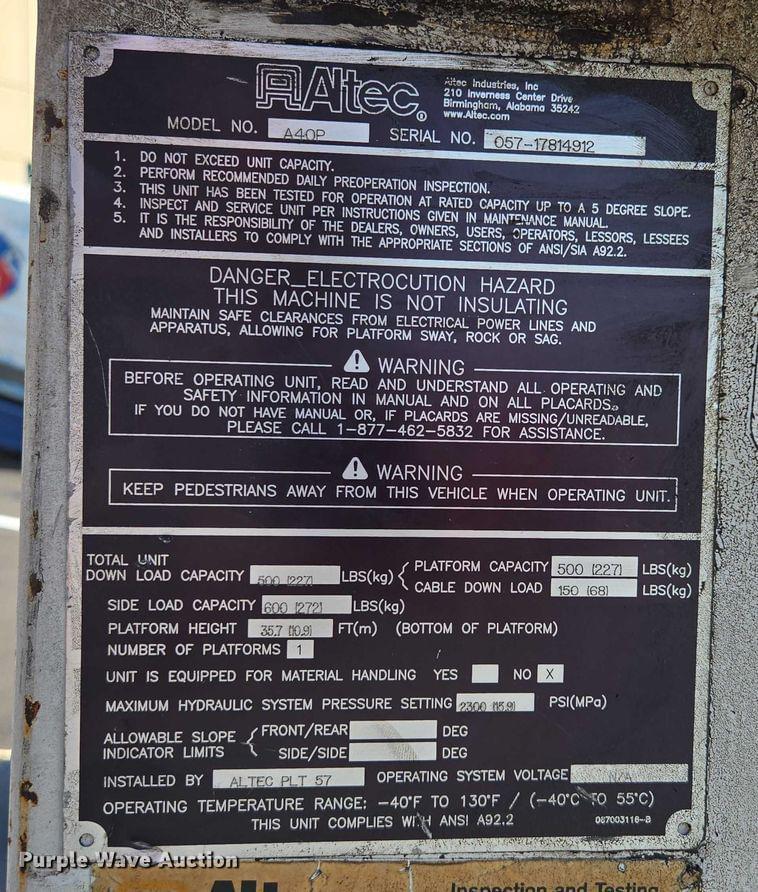 Altec®
Altec Industries, Inc
210 Inverness Center Drive
Birmingham, Alabama 35242
www.Altec.com
MODEL NO. A40P SERIAL NO. 057-17814912
1. DO NOT EXCEED UNIT CAPACITY.
2. PERFORM RECOMMENDED DAILY PREOPERATION INSPECTION.
3. THIS UNIT HAS BEEN TESTED FOR OPERATION AT RATED CAPACITY UP TO A 5 DEGREE SLOPE.
4. INSPECT AND SERVICE UNIT PER INSTRUCTIONS GIVEN IN MAINTENANCE MANUAL.
5. IT IS THE RESPONSIBILITY OF THE DEALERS, OWNERS, USERS, OPERATORS, LESSORS, LESSEES
AND INSTALLERS TO COMPLY WITH THE APPROPRIATE SECTIONS OF ANSI/SIA A92.2.
DANGER_ELECTROCUTION HAZARD
THIS MACHINE IS NOT INSULATING
MAINTAIN SAFE CLEARANCES FROM ELECTRICAL POWER LINES AND
APPARATUS, ALLOWING FOR PLATFORM SWAY, ROCK OR SAG.
WARNING
BEFORE OPERATING UNIT, READ AND UNDERSTAND ALL OPERATING AND
SAFETY INFORMATION IN MANUAL AND ON ALL PLACARDS.
IF YOU DO NOT HAVE MANUAL OR, IF PLACARDS ARE MISSING/UNREADABLE,
PLEASE CALL 1-877-462-5832 FOR ASSISTANCE.
WARNING
KEEP PEDESTRIANS AWAY FROM THIS VEHICLE WHEN OPERATING UNIT.
TOTAL UNIT
DOWN LOAD CAPACITY 500 [227] LBS(kg)
PLATFORM CAPACITY 500 [227] LBS(kg)
CABLE DOWN LOAD 150 [68] LBS(kg)
SIDE LOAD CAPACITY 600 [272] LBS(kg)
PLATFORM HEIGHT 35.7 [10.9] FT(m) (BOTTOM OF PLATFORM)
NUMBER OF PLATFORMS 1
UNIT IS EQUIPPED FOR MATERIAL HANDLING YES NO X
MAXIMUM HYDRAULIC SYSTEM PRESSURE SETTING 2300 [15.9] PSI(MPa)
ALLOWABLE SLOPE
INDICATOR LIMITS
FRONT/REAR DEG
SIDE/SIDE DEG
INSTALLED BY ALTEC PLT 57 OPERATING SYSTEM VOLTAGE N/A
OPERATING TEMPERATURE RANGE: -40°F TO 130°F / (-40°C TO 55°C)
THIS UNIT COMPLIES WITH ANSI A92.2
067003116-B
Purple Wave Auction
Inspection and Testing